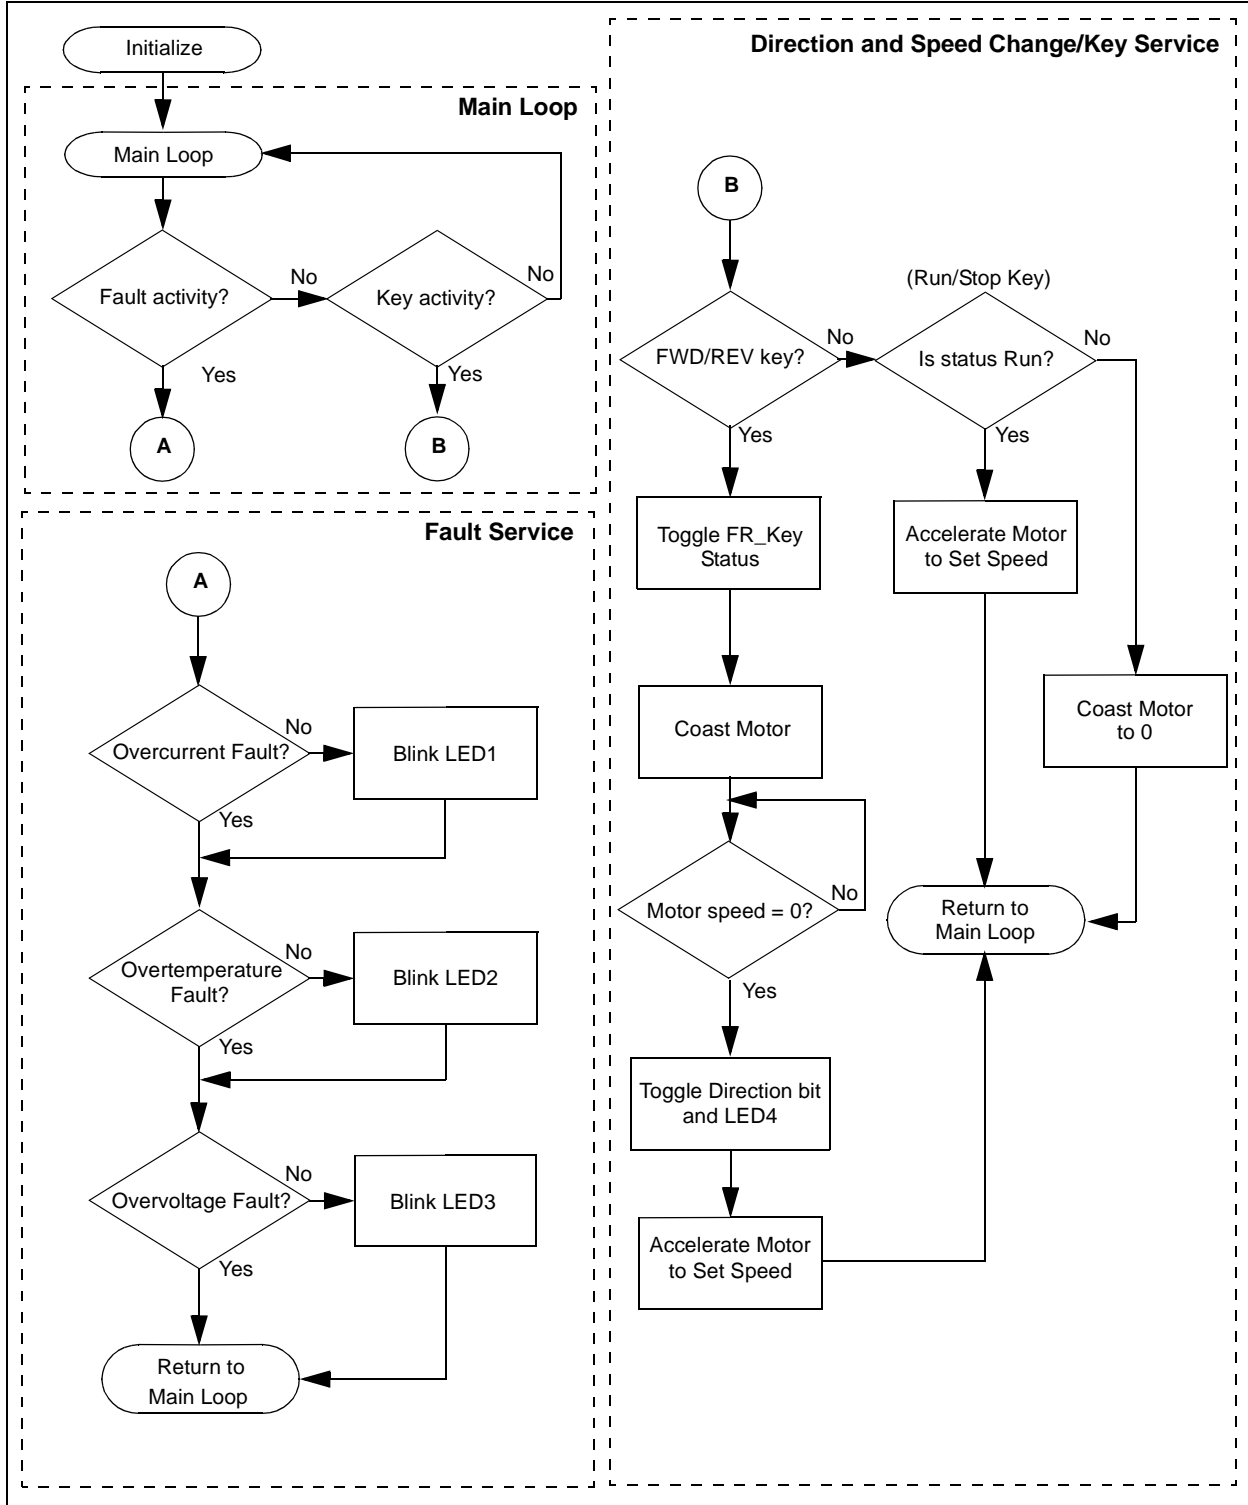 Initialize
Main Loop
Main Loop
Fault activity?
No
Key activity?
No
Yes
Yes
A
B
Fault Service
A
Overcurrent Fault?
No
Blink LED1
Yes
Overtemperature
Fault?
No
Blink LED2
Yes
Overvoltage Fault?
No
Blink LED3
Yes
Return to
Main Loop
Direction and Speed Change/Key Service
B
FWD/REV key?
No
(Run/Stop Key)
Is status Run?
No
Yes
Yes
Toggle FR_Key
Status
Accelerate Motor
to Set Speed
Coast Motor
Coast Motor
to 0
Motor speed = 0?
No
Yes
Return to
Main Loop
Toggle Direction bit
and LED4
Accelerate Motor
to Set Speed